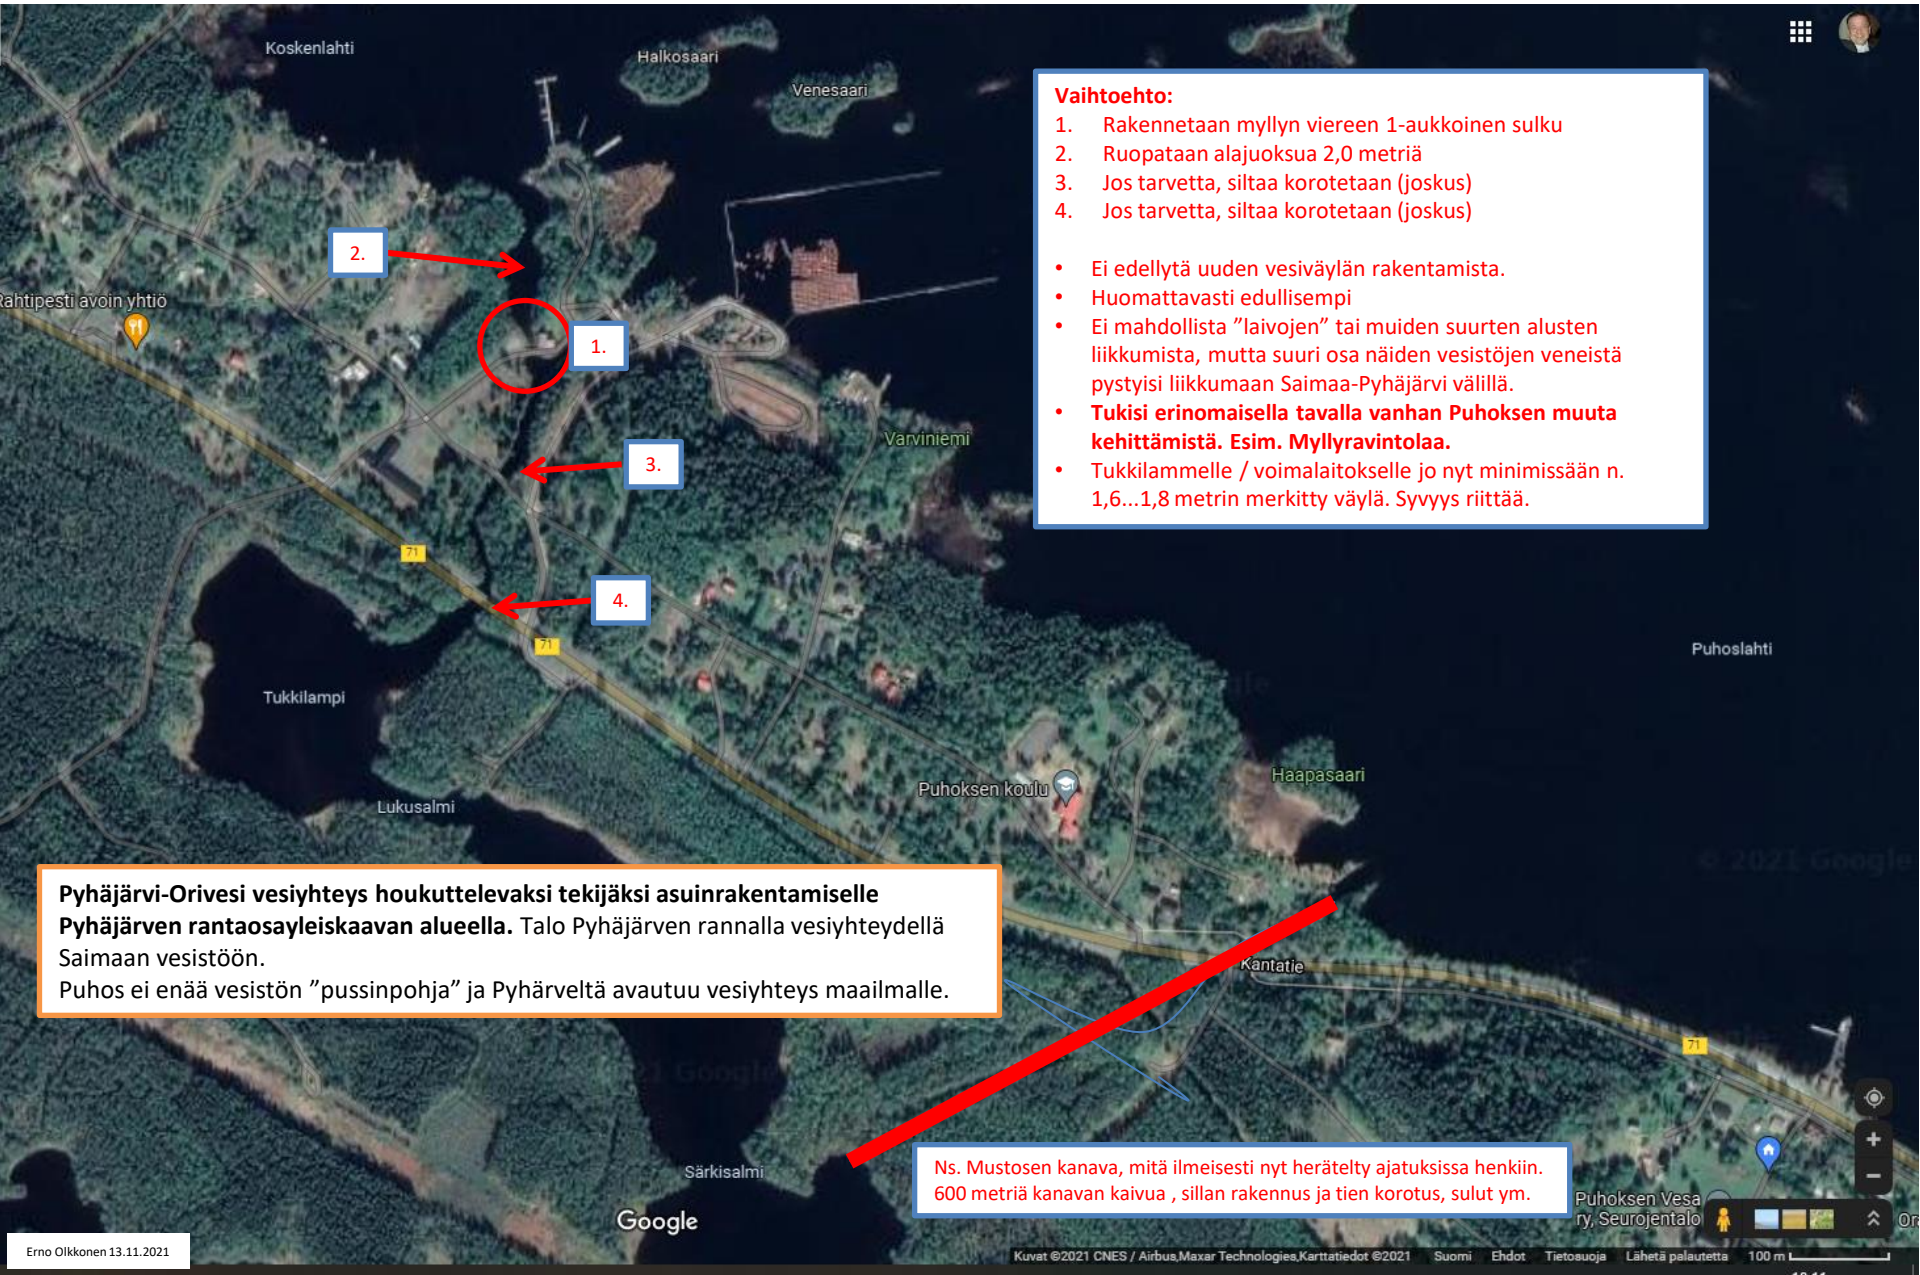 Koskenlahti
Halkosaari
Venesaari
Vaihtoehto:
1. Rakennetaan myllyn viereen 1-aukkoinen sulku
2. Ruopataan alajuoksua 2,0 metriä
3. Jos tarvetta, siltaa korotetaan (joskus)
4. Jos tarvetta, siltaa korotetaan (joskus)
• Ei edellytä uuden vesiväylän rakentamista.
• Huomattavasti edullisempi
• Ei mahdollista ”laivojen” tai muiden suurten alusten
liikkumista, mutta suuri osa näiden vesistöjen veneistä
pystyisi liikkumaan Saimaa-Pyhäjärvi välillä.
• Tukisi erinomaisella tavalla vanhan Puhoksen muuta
kehittämistä. Esim. Myllyravintolaa.
• Tukkilammelle / voimalaitokselle jo nyt minimissään n.
1,6...1,8 metrin merkitty väylä. Syvyys riittää.
2.
Rahtipesti avoin yhtiö
1.
Varviniemi
3.
71
4.
71
Puhoslahti
Tukkilampi
Haapasaari
Puhoksen koulu
Lukusalmi
© 2021 Google
Pyhäjärvi-Orivesi vesiyhteys houkuttelevaksi tekijäksi asuinrakentamiselle
Pyhäjärven rantaosayleiskaavan alueella. Talo Pyhäjärven rannalla vesiyhteydellä
Saimaan vesistöön.
Puhos ei enää vesistön ”pussinpohja” ja Pyhärveltä avautuu vesiyhteys maailmalle.
Kantatie
71
Särkisalmi
Ns. Mustosen kanava, mitä ilmeisesti nyt herätelty ajatuksissa henkiin.
600 metriä kanavan kaivua , sillan rakennus ja tien korotus, sulut ym.
Puhoksen Vesa
ry, Seurojentalo
Google
Erno Olkkonen 13.11.2021
Kuvat ©2021 CNES / Airbus,Maxar Technologies,Karttatiedot ©2021 Suomi Ehdot Tietosuoja Lähetä palautetta 100 m